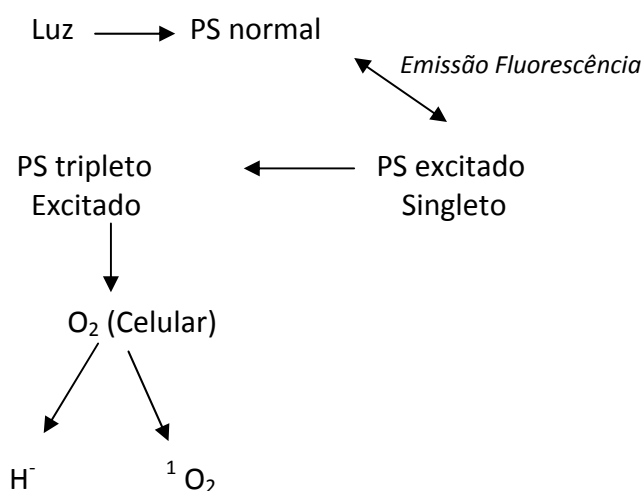 Luz PS normal
Emissão Fluorescência
PS tripleto PS excitado
Excitado Singleto
O₂ (Celular)
H⁻ ¹ O₂